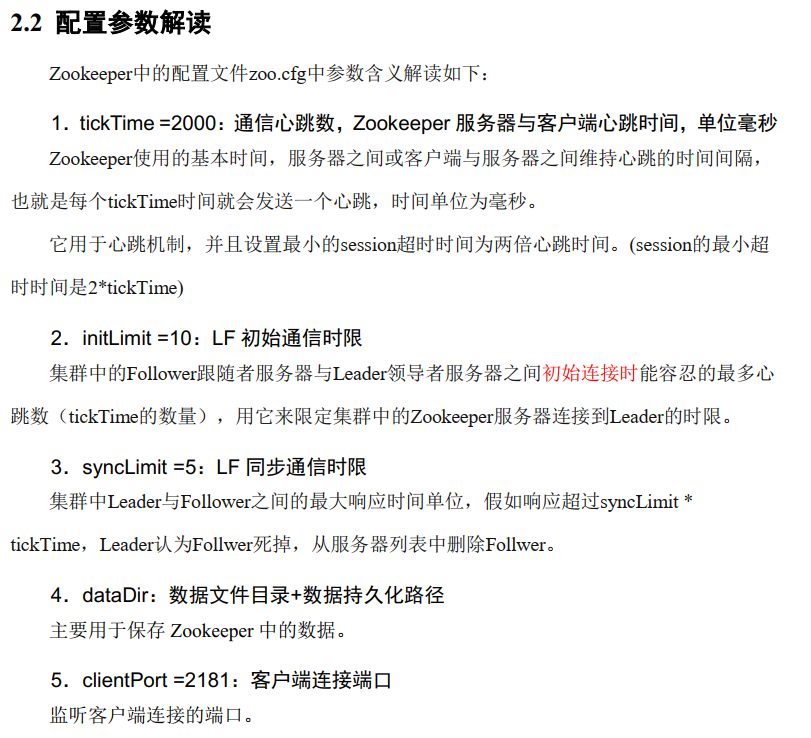 2.2 配置参数解读
Zookeeper中的配置文件zoo.cfg中参数含义解读如下：
1．tickTime =2000：通信心跳数，Zookeeper 服务器与客户端心跳时间，单位毫秒
Zookeeper使用的基本时间，服务器之间或客户端与服务器之间维持心跳的时间间隔，
也就是每个tickTime时间就会发送一个心跳，时间单位为毫秒。
它用于心跳机制，并且设置最小的session超时时间为两倍心跳时间。(session的最小超
时时间是2*tickTime)
2．initLimit =10：LF 初始通信时限
集群中的Follower跟随者服务器与Leader领导者服务器之间初始连接时能容忍的最多心
跳数（tickTime的数量），用它来限定集群中的Zookeeper服务器连接到Leader的时限。
3．syncLimit =5：LF 同步通信时限
集群中Leader与Follower之间的最大响应时间单位，假如响应超过syncLimit *
tickTime，Leader认为Follwer死掉，从服务器列表中删除Follwer。
4．dataDir：数据文件目录+数据持久化路径
主要用于保存 Zookeeper 中的数据。
5．clientPort =2181：客户端连接端口
监听客户端连接的端口。